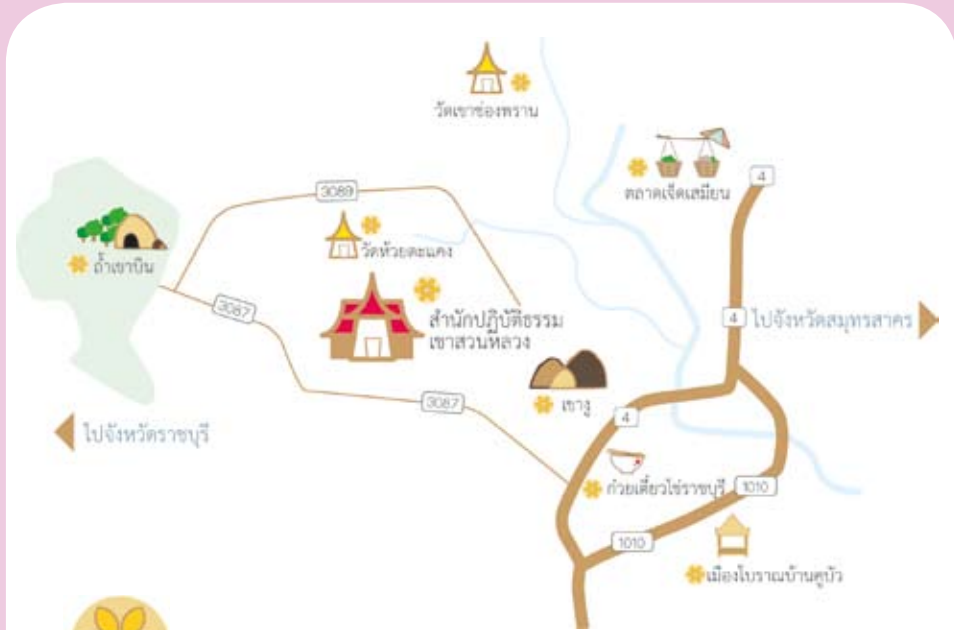 วัดเขาช่องพราน
4
ตลาดเจ็ดเสมียน
3089
วัดห้วยตะแคง
ถ้ำเขาบิน
3087
สำนักปฏิบัติธรรม
เขาสวนหลวง
4
ไปจังหวัดสมุทรสาคร
เขางู
3087
4
ไปจังหวัดราชบุรี
ก๋วยเตี๋ยวไข่ราชบุรี
1010
1010
เมืองโบราณบ้านคูบัว